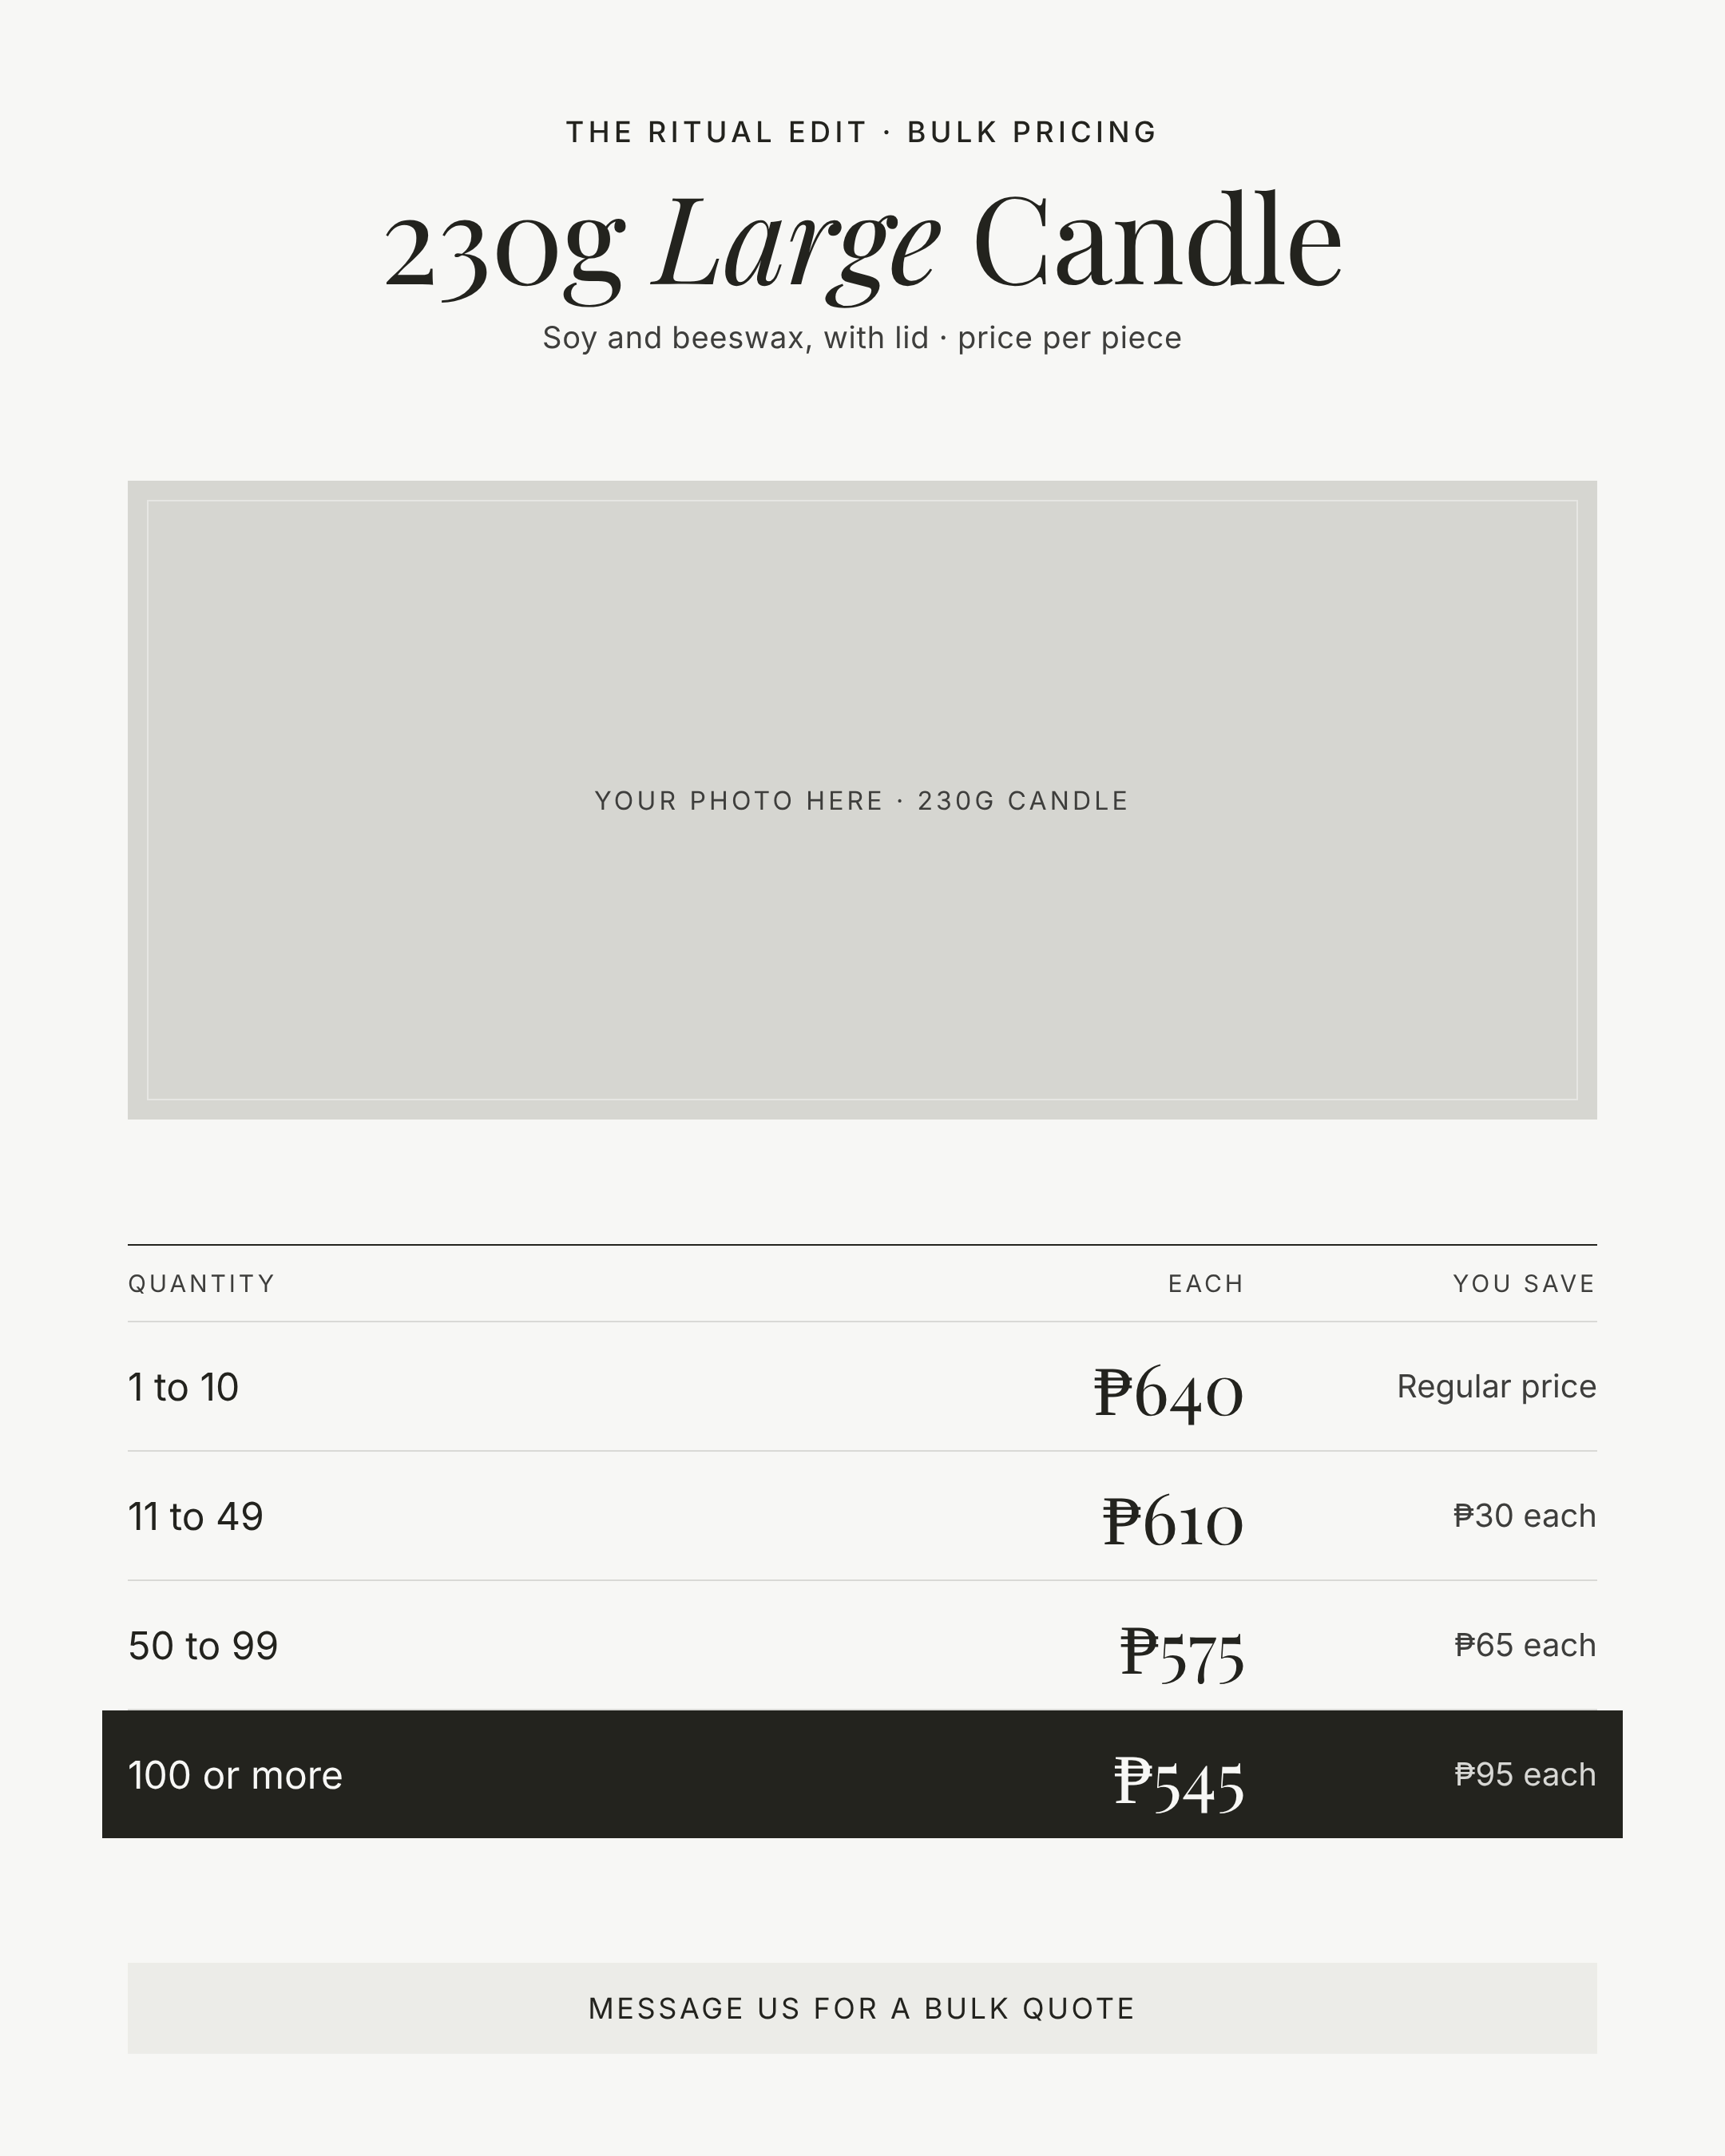 THE RITUAL EDIT · BULK PRICING
230g Large Candle
Soy and beeswax, with lid · price per piece
YOUR PHOTO HERE · 230G CANDLE
QUANTITY EACH YOU SAVE
1 to 10 ₱640 Regular price
11 to 49 ₱610 ₱30 each
50 to 99 ₱575 ₱65 each
100 or more ₱545 ₱95 each
MESSAGE US FOR A BULK QUOTE